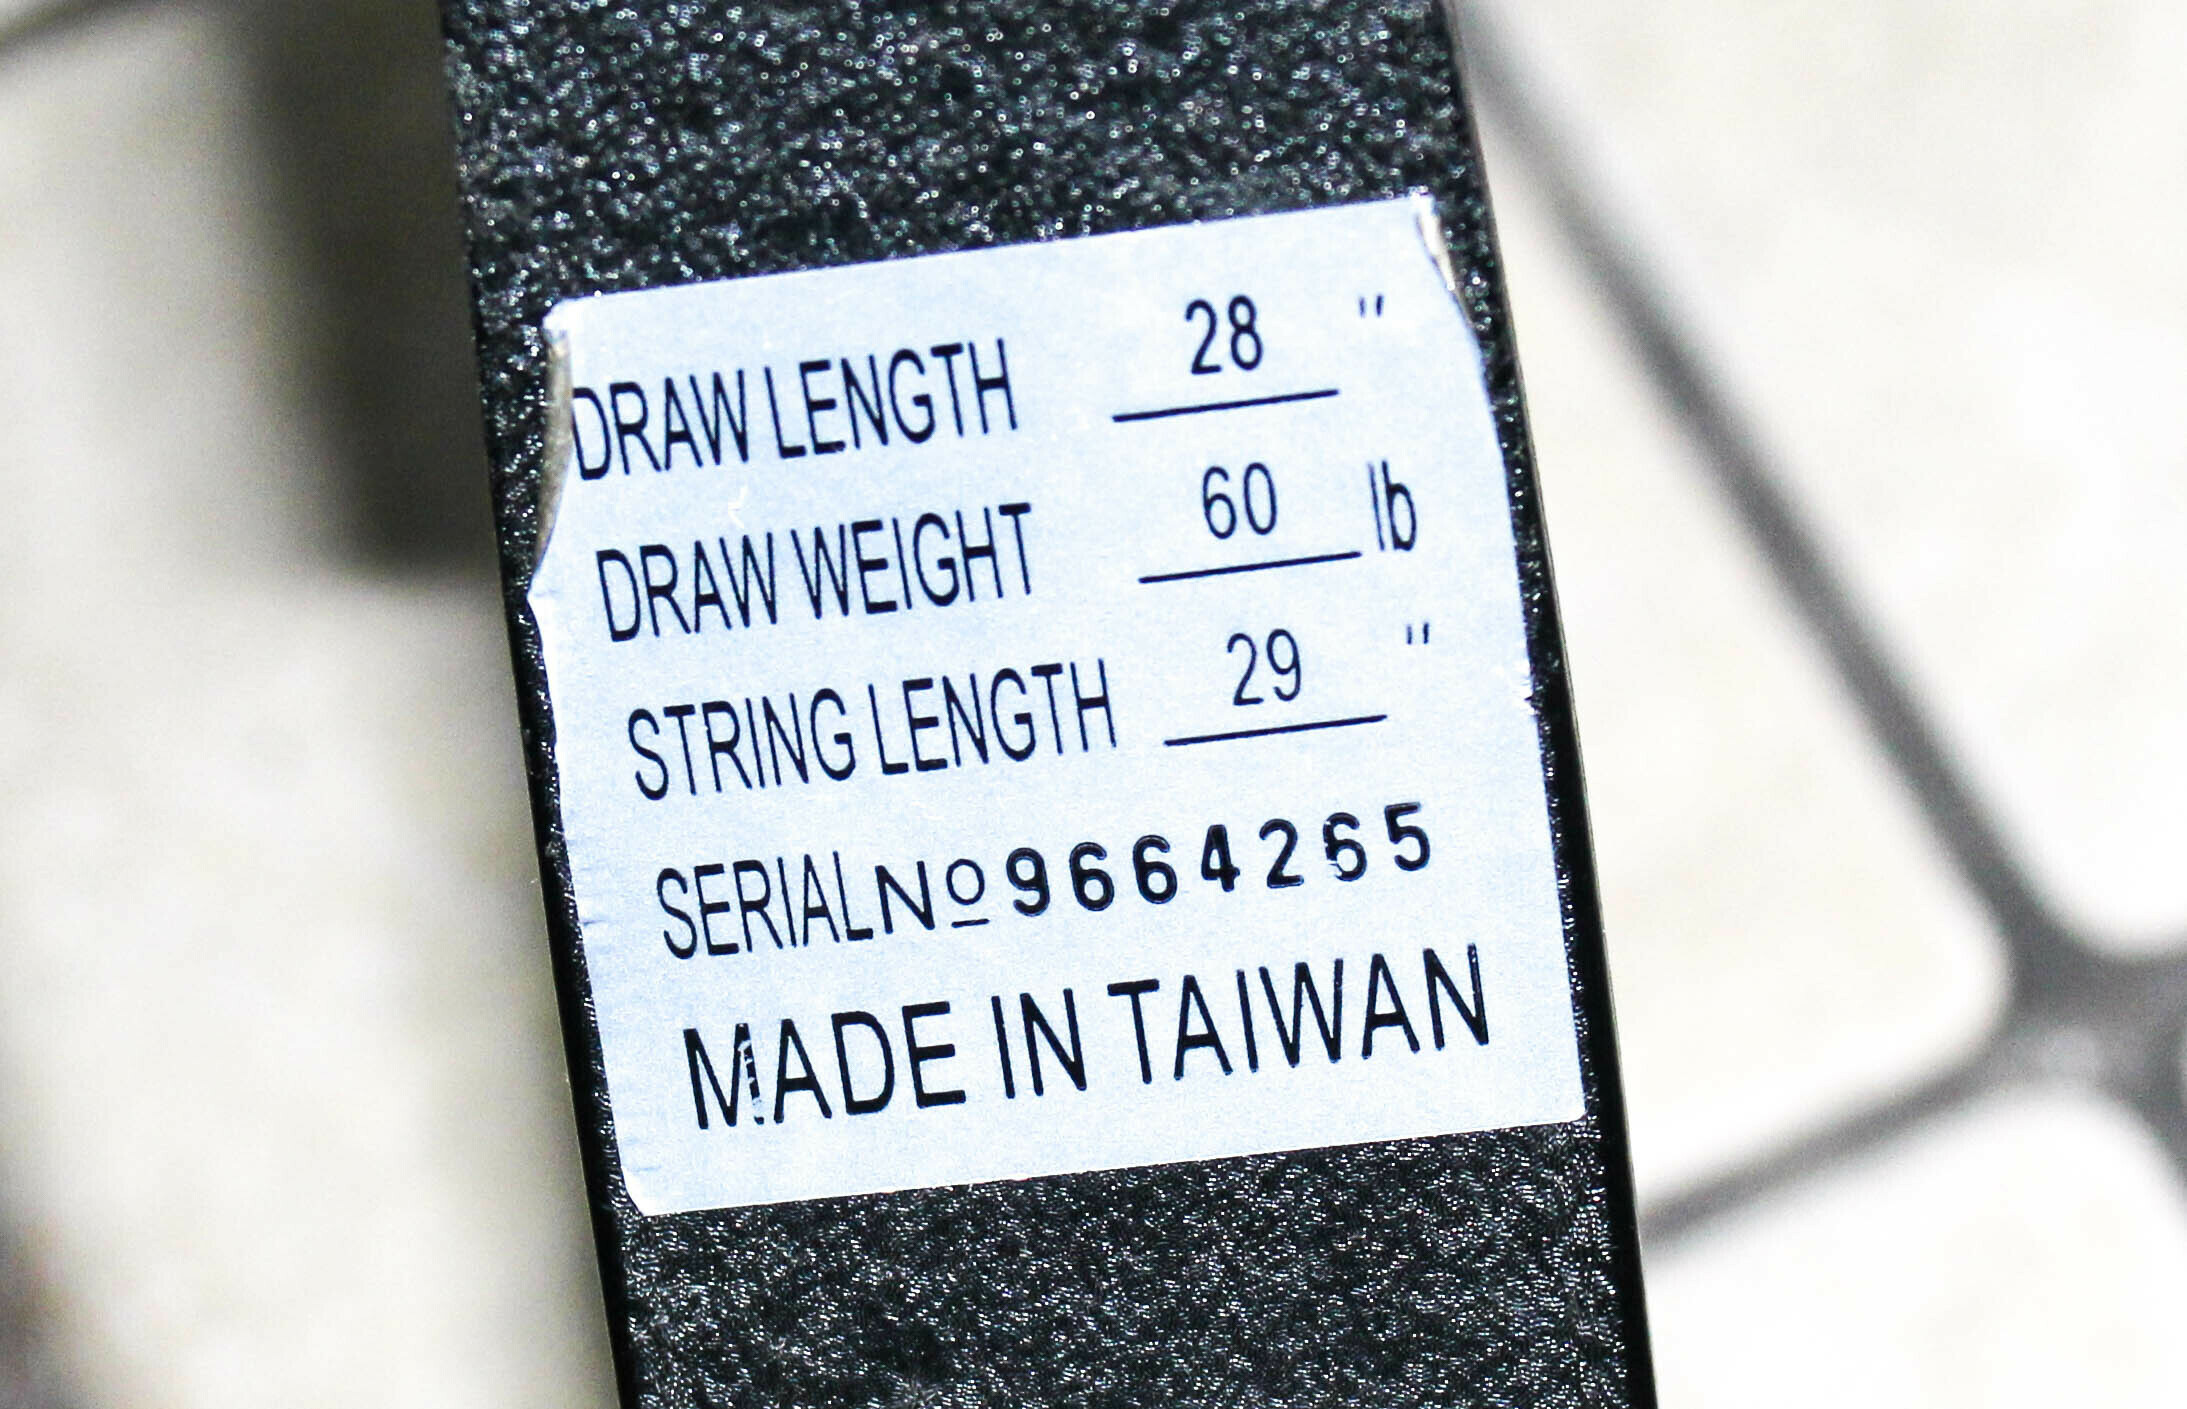 DRAW LENGTH 28 "
DRAW WEIGHT 60 lb
STRING LENGTH 29 "
SERIAL Nº 9664265
MADE IN TAIWAN